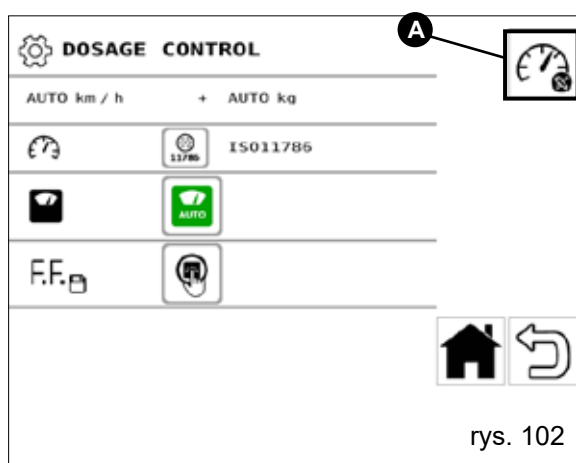 A
DOSAGE CONTROL
AUTO km / h + AUTO kg
11786 ISO11786
AUTO
F.F.
rys. 102